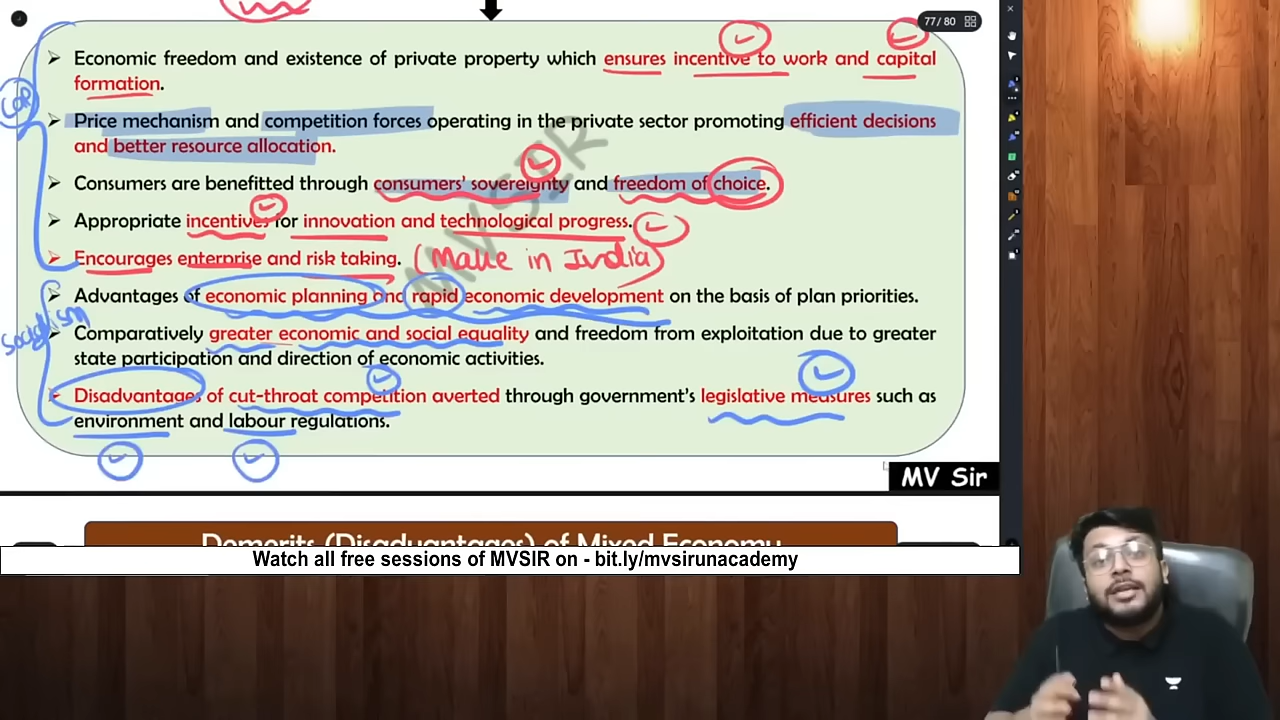 77 / 80
Economic freedom and existence of private property which ensures incentive to work and capital
formation.
Price mechanism and competition forces operating in the private sector promoting efficient decisions
and better resource allocation.
Consumers are benefitted through consumers' sovereignty and freedom of choice.
Appropriate incentives for innovation and technological progress.
Encourages enterprise and risk taking. (Make in India)
Advantages of economic planning and rapid economic development on the basis of plan priorities.
Socialism
Comparatively greater economic and social equality and freedom from exploitation due to greater
state participation and direction of economic activities.
Disadvantages of cut-throat competition averted through government's legislative measures such as
environment and labour regulations.
MVSIR
MV Sir
Demerits (Disadvantages) of Mixed Economy
Watch all free sessions of MVSIR on - bit.ly/mvsirunacademy